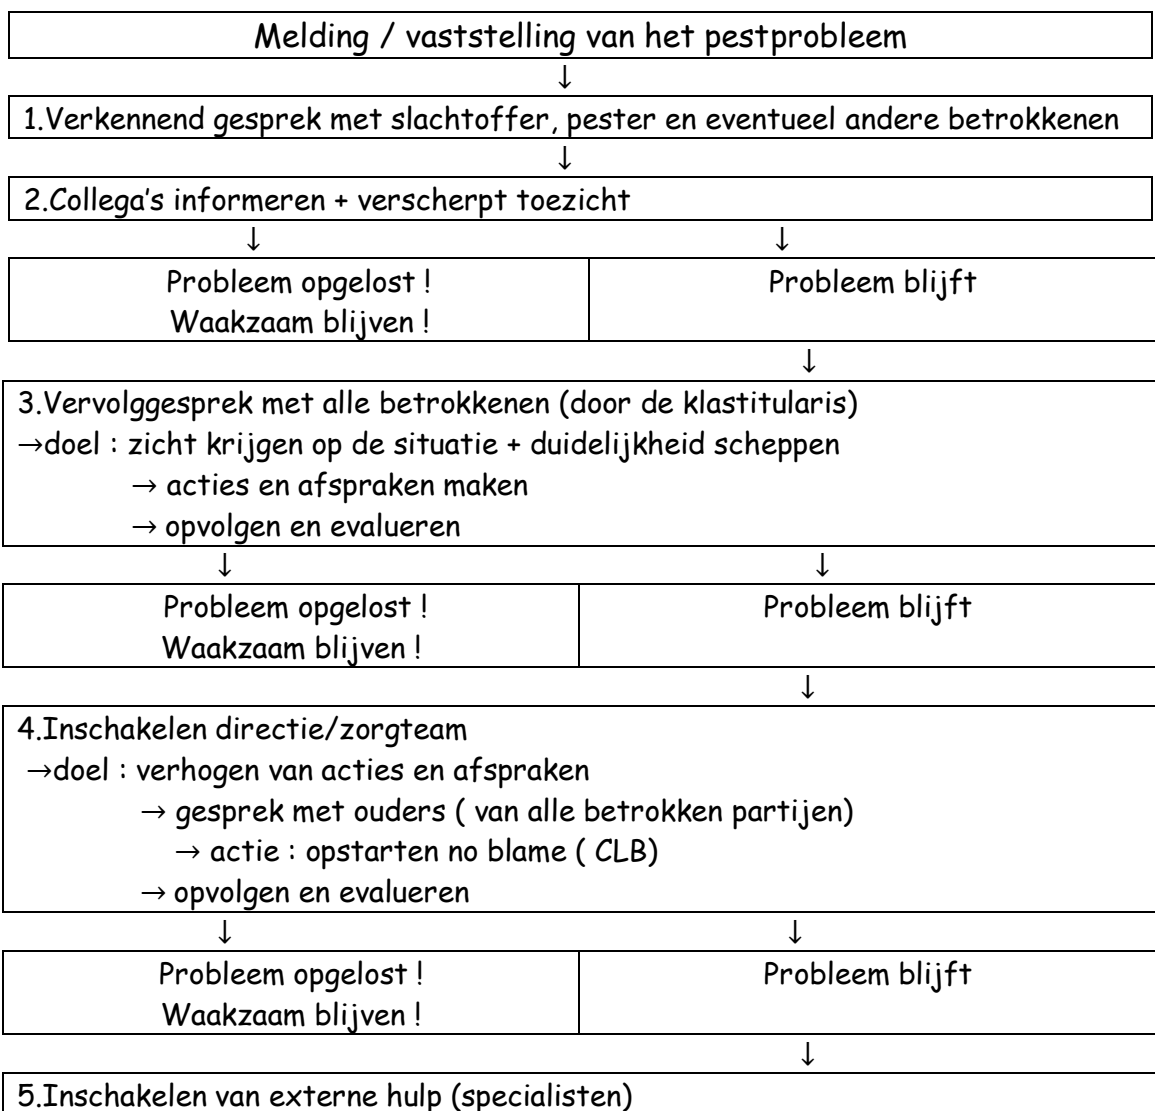 Melding / vaststelling van het pestprobleem
↓
1.Verkennend gesprek met slachtoffer, pester en eventueel andere betrokkenen
↓
2.Collega's informeren + verscherpt toezicht
↓ ↓
Probleem opgelost !
Waakzaam blijven !
Probleem blijft
↓
3.Vervolggesprek met alle betrokkenen (door de klastitularis)
→doel : zicht krijgen op de situatie + duidelijkheid scheppen
→ acties en afspraken maken
→ opvolgen en evalueren
↓ ↓
Probleem opgelost !
Waakzaam blijven !
Probleem blijft
↓
4.Inschakelen directie/zorgteam
→doel : verhogen van acties en afspraken
→ gesprek met ouders ( van alle betrokken partijen)
→ actie : opstarten no blame ( CLB)
→ opvolgen en evalueren
↓ ↓
Probleem opgelost !
Waakzaam blijven !
Probleem blijft
↓
5.Inschakelen van externe hulp (specialisten)